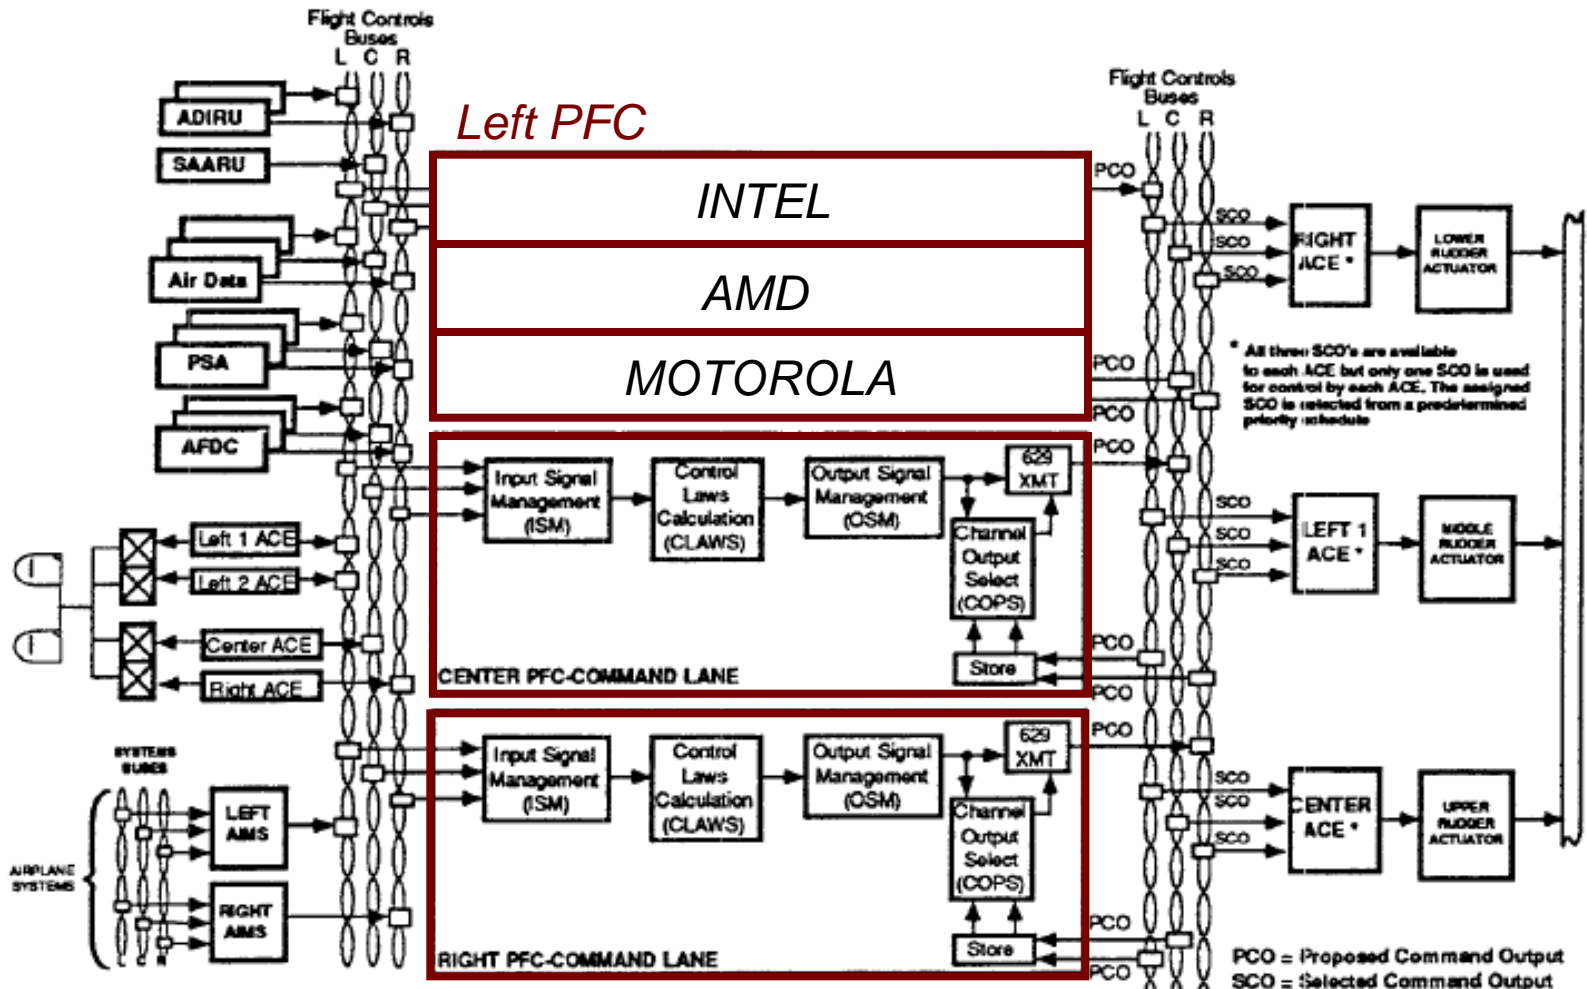 Flight Controls
Buses
L C R
ADIRU
SAARU
Air Data
PSA
AFDC
Left 1 ACE
Left 2 ACE
Center ACE
Right ACE
SYSTEMS
BUSES
AIRPLANE
SYSTEMS
LEFT
AIMS
RIGHT
AIMS
L C R
Left PFC
INTEL
AMD
MOTOROLA
Input Signal
Management
(ISM)
Control
Laws
Calculation
(CLAWS)
Output Signal
Management
(OSM)
629
XMT
Channel
Output
Select
(COPS)
Store
CENTER PFC-COMMAND LANE
Input Signal
Management
(ISM)
Control
Laws
Calculation
(CLAWS)
Output Signal
Management
(OSM)
629
XMT
Channel
Output
Select
(COPS)
Store
RIGHT PFC-COMMAND LANE
Flight Controls
Buses
L C R
PCO
PCO
PCO
PCO
PCO
PCO
PCO
PCO
PCO
SCO
SCO
SCO
RIGHT
ACE *
LOWER
RUDDER
ACTUATOR
* All three SCO's are available
to each ACE but only one SCO is used
for control by each ACE. The assigned
SCO is selected from a predetermined
priority schedule
SCO
SCO
SCO
LEFT 1
ACE *
MIDDLE
RUDDER
ACTUATOR
SCO
SCO
SCO
CENTER
ACE *
UPPER
RUDDER
ACTUATOR
PCO = Proposed Command Output
SCO = Selected Command Output